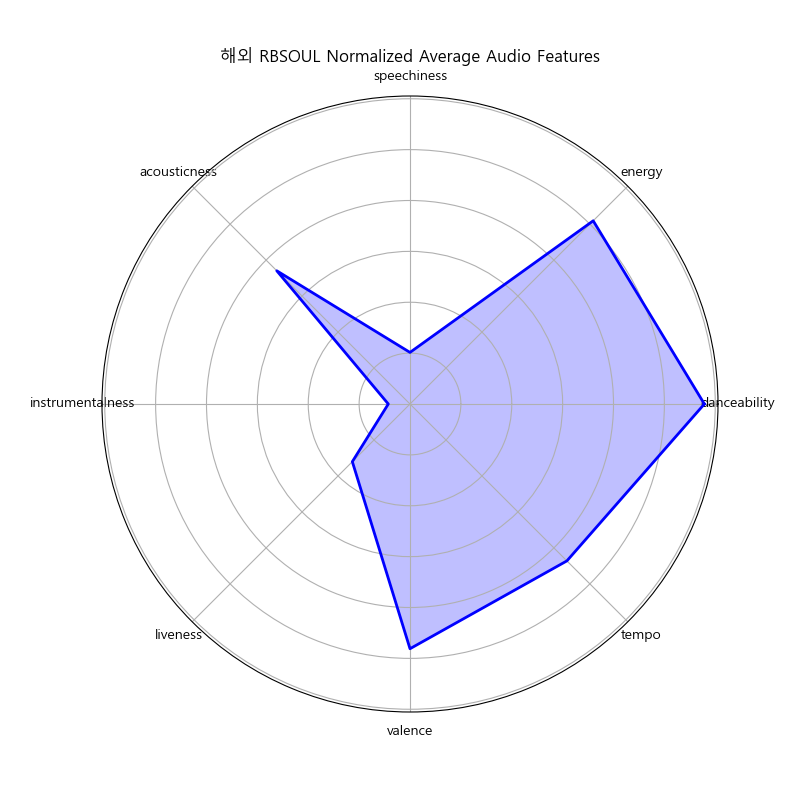 해외 RBSOUL Normalized Average Audio Features
speechiness
acousticness
energy
instrumentalness
danceability
liveness
tempo
valence